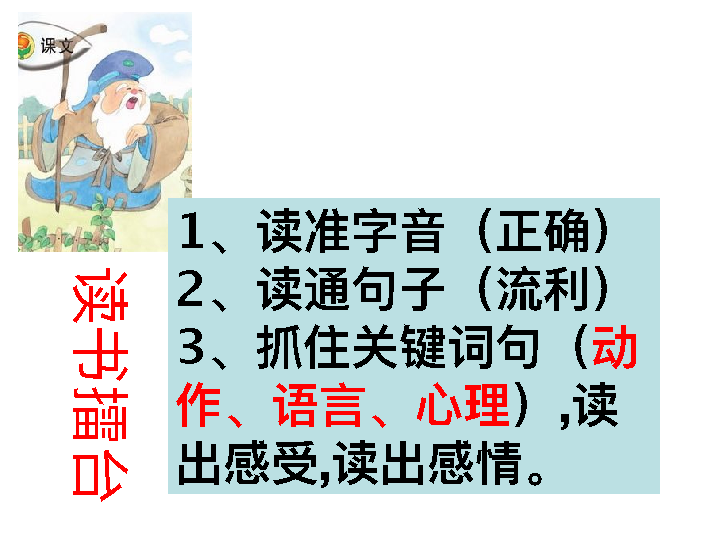 课文
读书擂台
1、读准字音（正确）
2、读通句子（流利）
3、抓住关键词句（动
作、语言、心理）,读
出感受,读出感情。